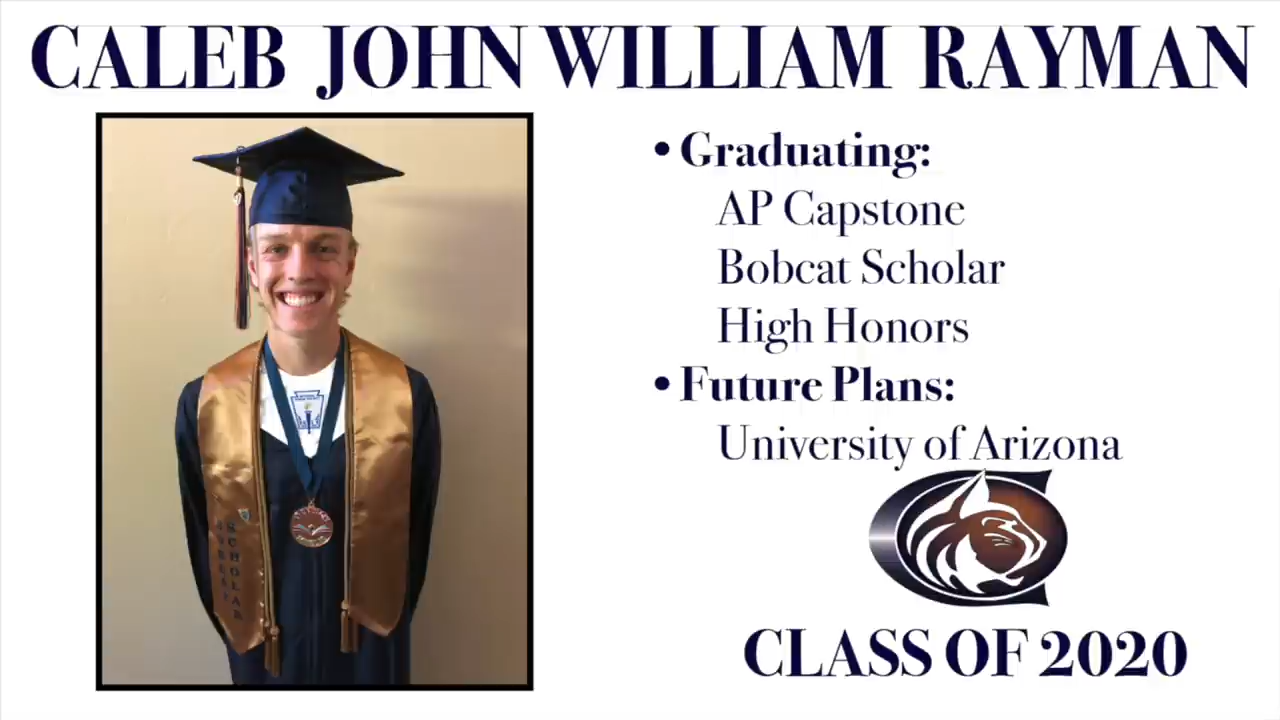 CALEB JOHN WILLIAM RAYMAN
• Graduating:
AP Capstone
Bobcat Scholar
High Honors
• Future Plans:
University of Arizona
CLASS OF 2020
SCHOLAR